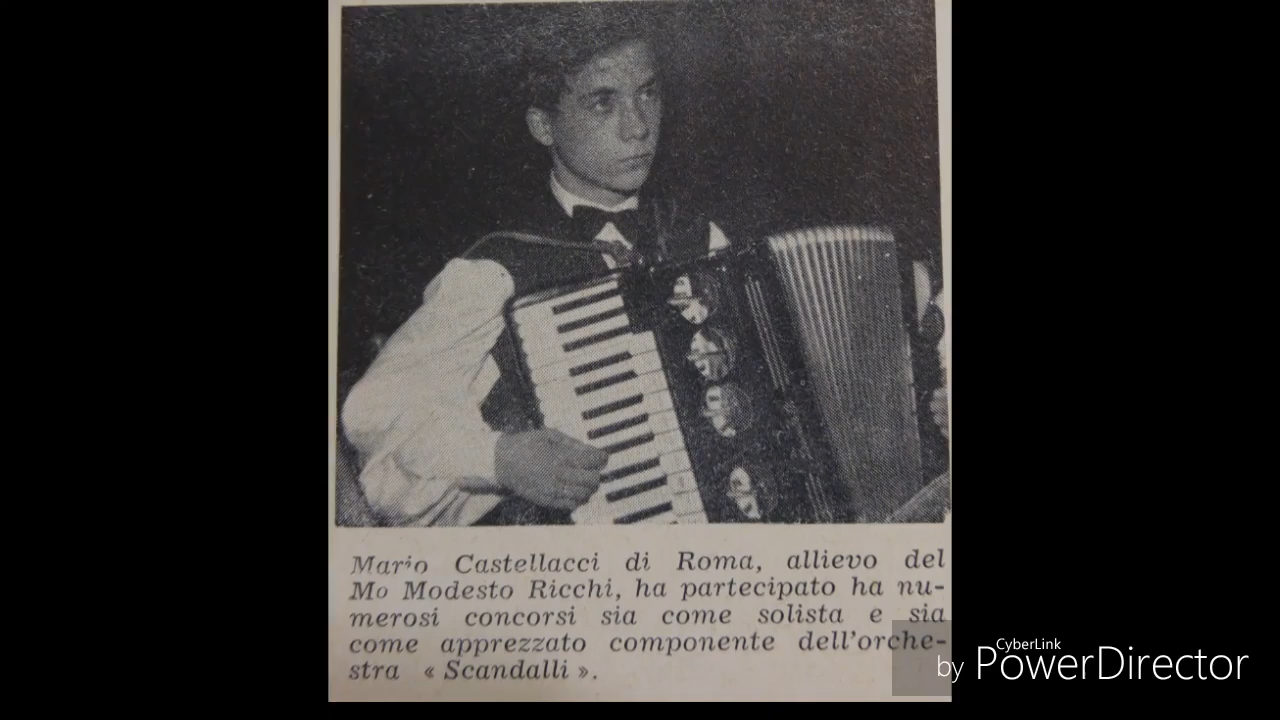 Mario Castellacci di Roma, allievo del
Mo Modesto Ricchi, ha partecipato ha nu-
merosi concorsi sia come solista e sia
come apprezzato componente dell'orche-
stra « Scandalli ».
CyberLink
by PowerDirector